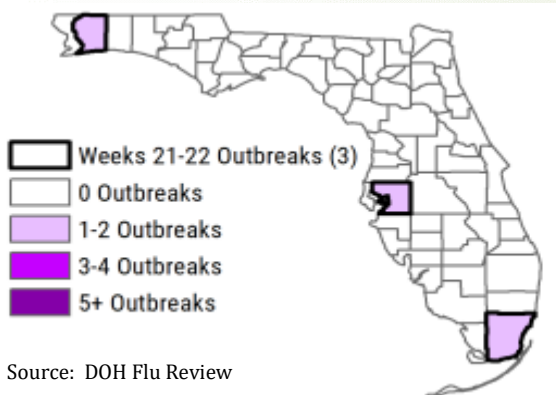 Weeks 21-22 Outbreaks (3)
0 Outbreaks
1-2 Outbreaks
3-4 Outbreaks
5+ Outbreaks
Source: DOH Flu Review